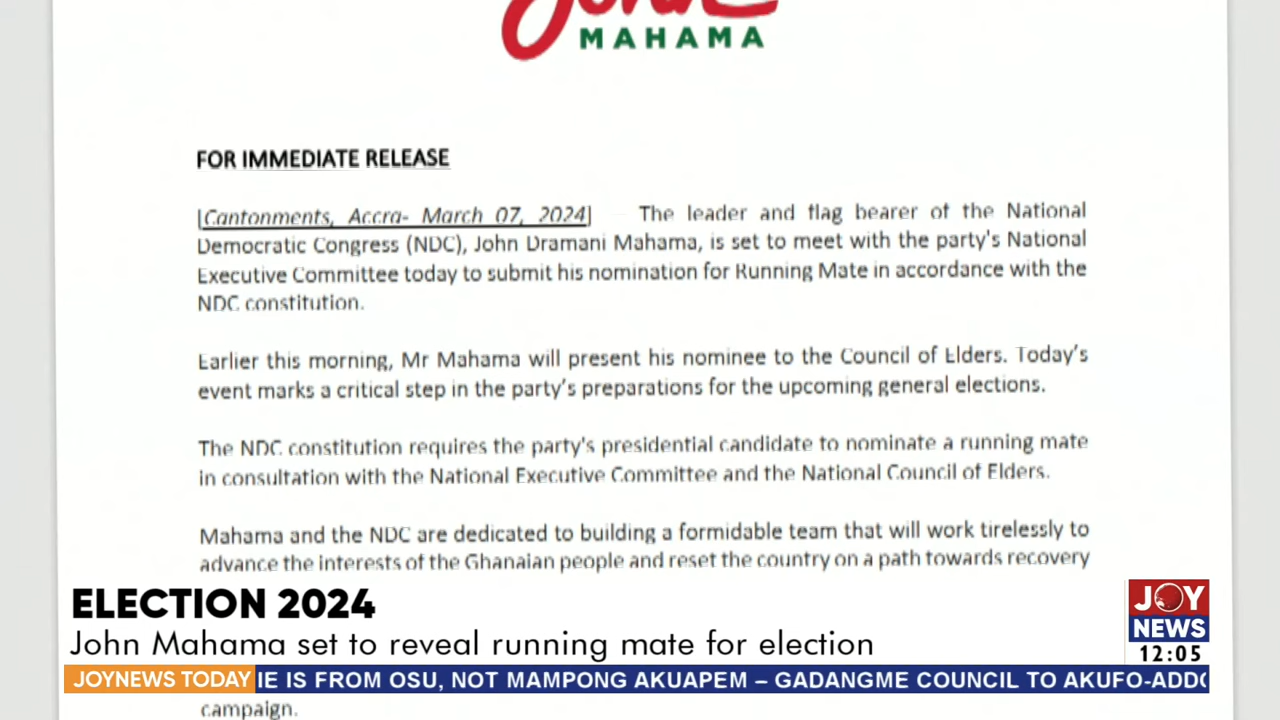 John
MAHAMA
FOR IMMEDIATE RELEASE
[Cantonments, Accra- March 07, 2024] The leader and flag bearer of the National
Democratic Congress (NDC), John Dramani Mahama, is set to meet with the party's National
Executive Committee today to submit his nomination for Running Mate in accordance with the
NDC constitution.
Earlier this morning, Mr Mahama will present his nominee to the Council of Elders. Today's
event marks a critical step in the party's preparations for the upcoming general elections.
The NDC constitution requires the party's presidential candidate to nominate a running mate
in consultation with the National Executive Committee and the National Council of Elders.
Mahama and the NDC are dedicated to building a formidable team that will work tirelessly to
advance the interests of the Ghanaian people and reset the country on a path towards recovery
ELECTION 2024
John Mahama set to reveal running mate for election
JOY
NEWS
12:05
JOYNEWS TODAY IE IS FROM OSU, NOT MAMPONG AKUAPEM – GADANGME COUNCIL TO AKUFO-ADD
campaign.